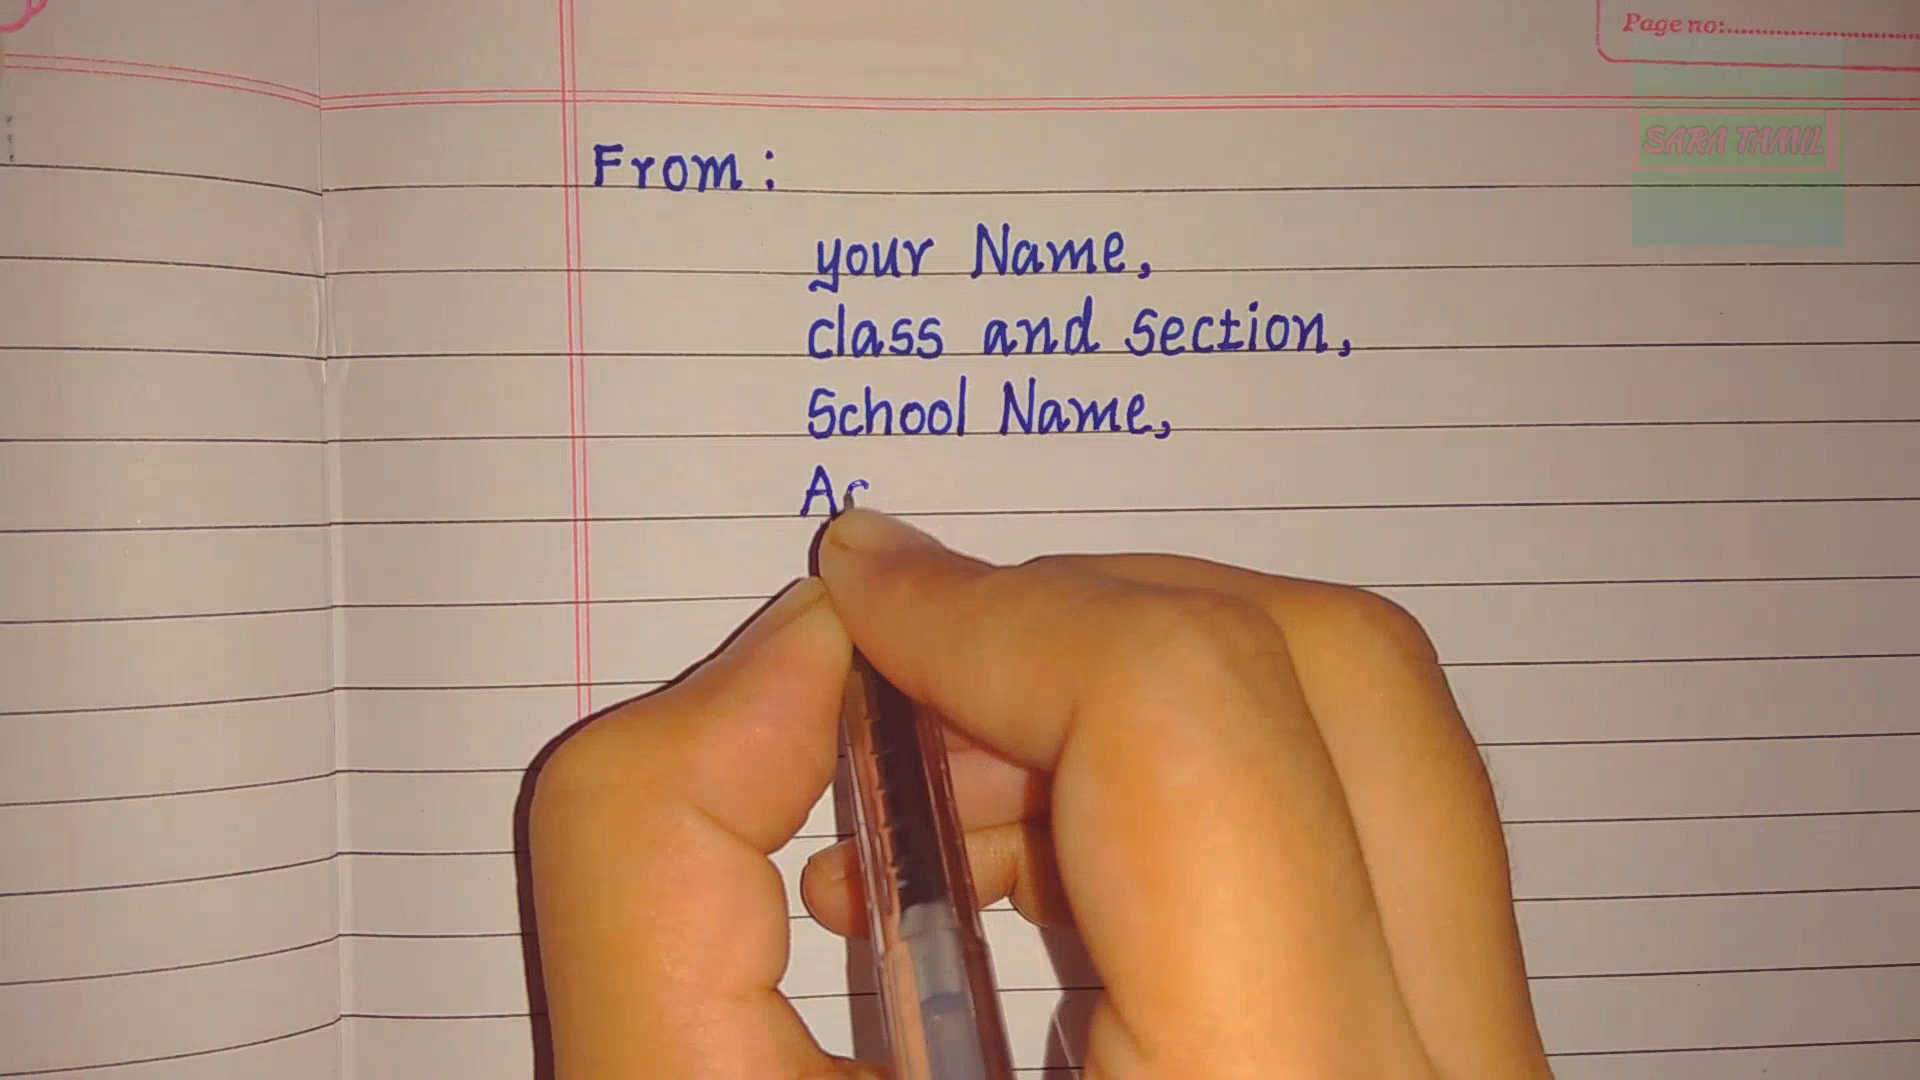 Page no:
SARA TAMIL
From :
your Name,
class and section,
School Name,